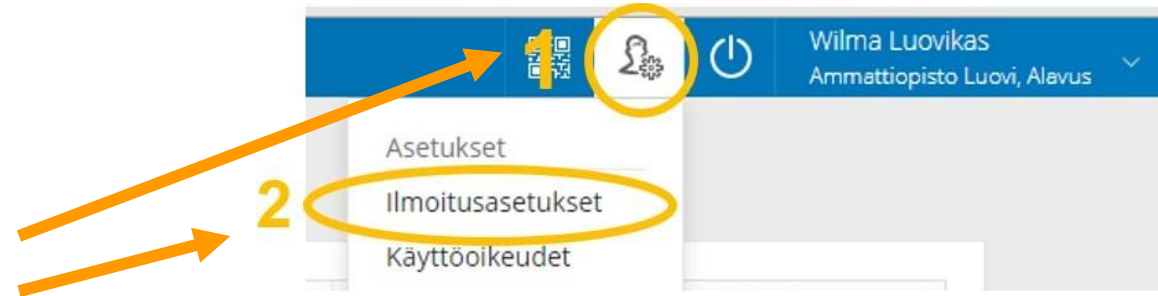 1
Wilma Luovikas
Ammattiopisto Luovi, Alavus
Asetukset
2
Ilmoitusasetukset
Käyttöoikeudet